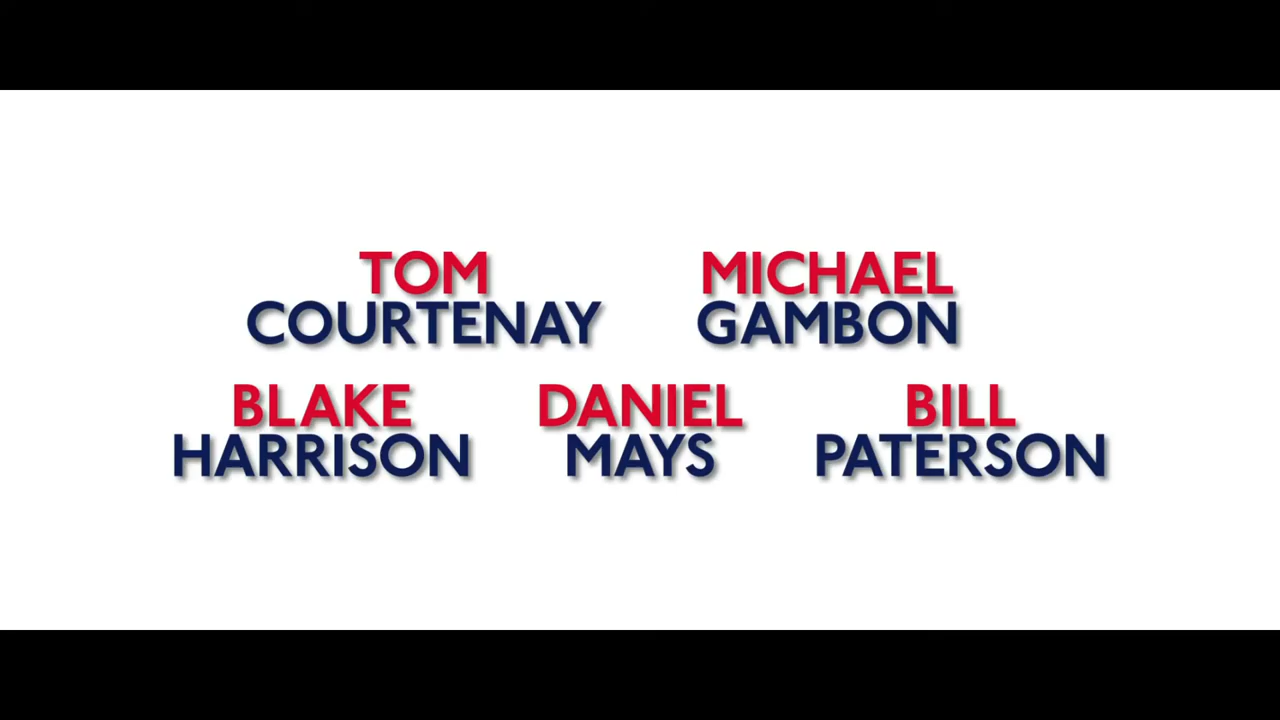 TOM MICHAEL
COURTENAY GAMBON
BLAKE DANIEL BILL
HARRISON MAYS PATERSON